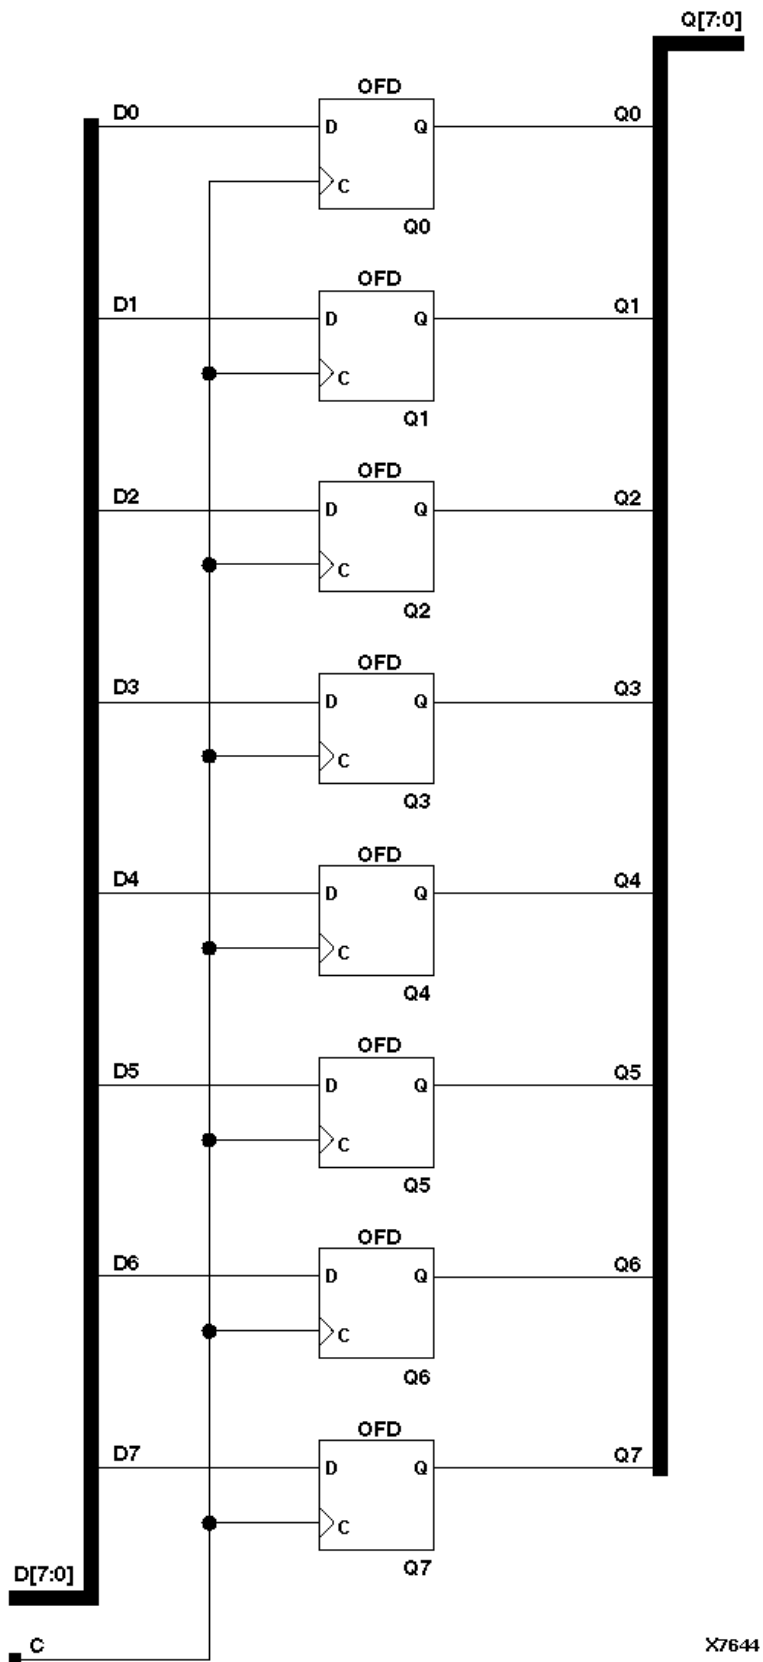 Q[7:0]
OFD
D0 D Q Q0
C
Q0
OFD
D1 D Q Q1
C
Q1
OFD
D2 D Q Q2
C
Q2
OFD
D3 D Q Q3
C
Q3
OFD
D4 D Q Q4
C
Q4
OFD
D5 D Q Q5
C
Q5
OFD
D6 D Q Q6
C
Q6
OFD
D7 D Q Q7
C
Q7
D[7:0]
C
X7644